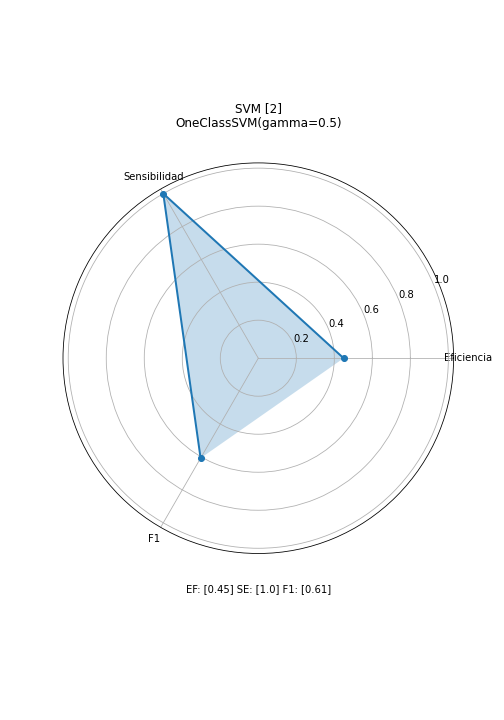 SVM [2]
OneClassSVM(gamma=0.5)
Sensibilidad
1.0
0.8
0.6
0.4
0.2
Eficiencia
F1
EF: [0.45] SE: [1.0] F1: [0.61]